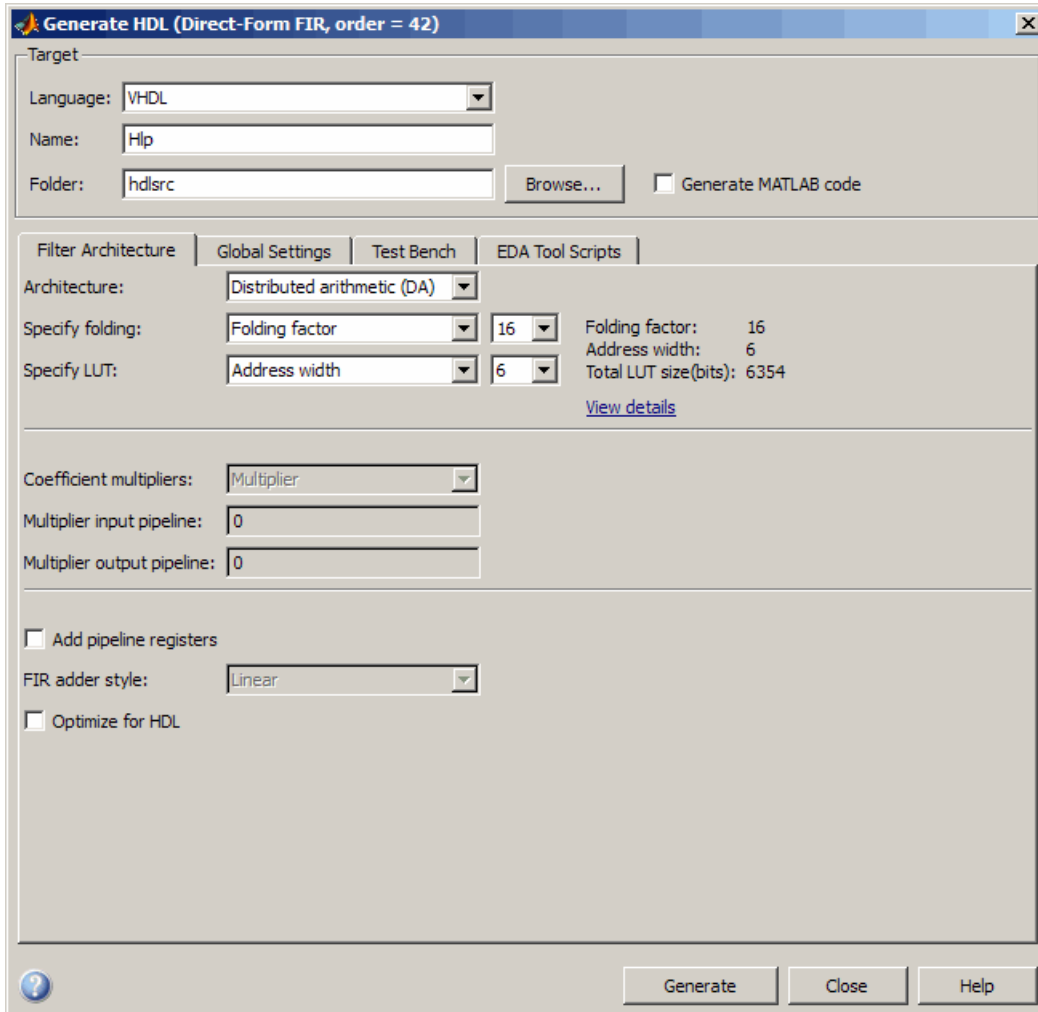 Generate HDL (Direct-Form FIR, order = 42)
Target
Language: VHDL
Name: Hlp
Folder: hdlsrc Browse... Generate MATLAB code
Filter Architecture Global Settings Test Bench EDA Tool Scripts
Architecture: Distributed arithmetic (DA)
Specify folding: Folding factor 16 Folding factor: 16
Address width: 6
Specify LUT: Address width 6 Total LUT size(bits): 6354
View details
Coefficient multipliers: Multiplier
Multiplier input pipeline: 0
Multiplier output pipeline: 0
Add pipeline registers
FIR adder style: Linear
Optimize for HDL
? Generate Close Help